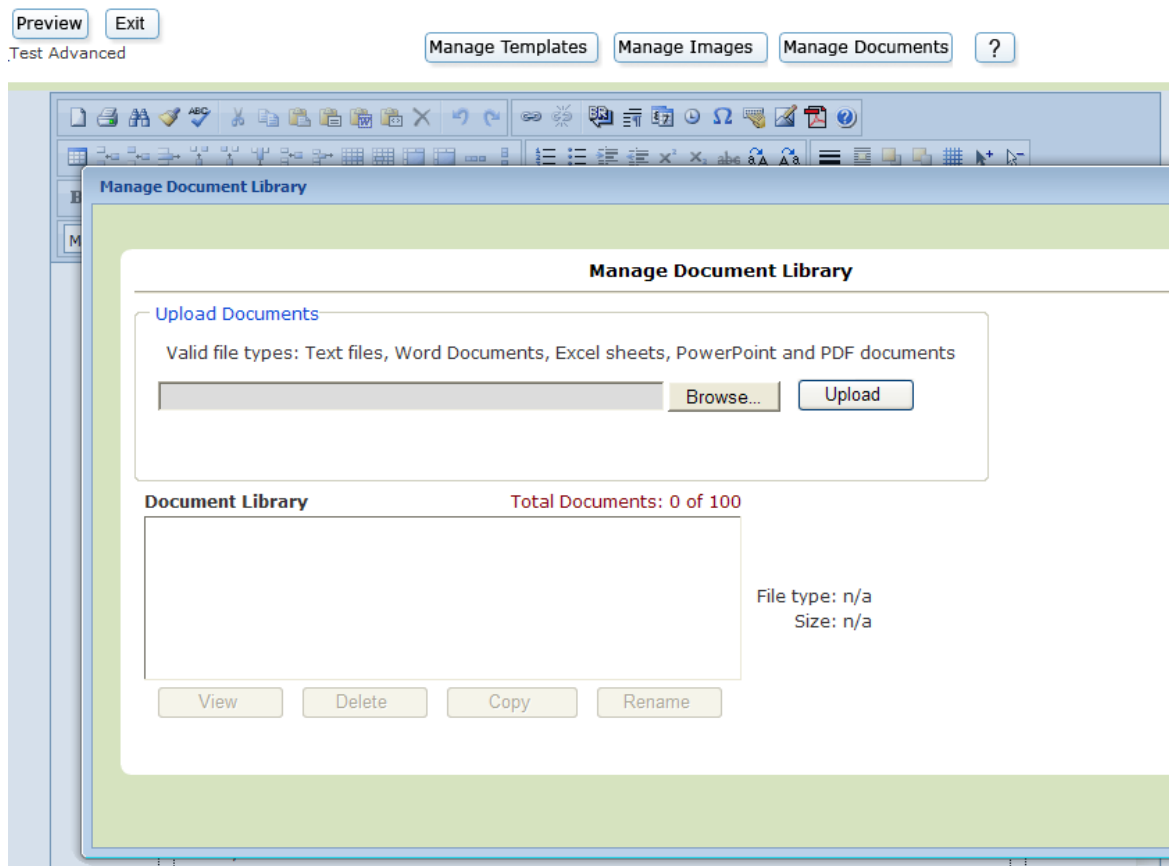 Preview Exit
Test Advanced
Manage Templates Manage Images Manage Documents ?
ABC
Manage Document Library
B
M
Manage Document Library
Upload Documents
Valid file types: Text files, Word Documents, Excel sheets, PowerPoint and PDF documents
Browse... Upload
Document Library Total Documents: 0 of 100
File type: n/a
Size: n/a
View Delete Copy Rename